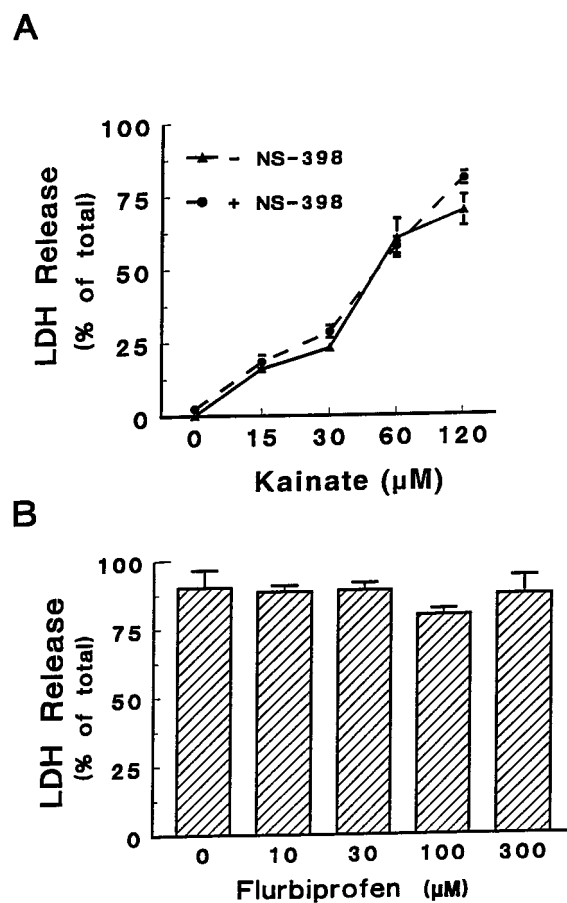 A
100
75
50
25
0
LDH Release
(% of total)
- NS-398
+ NS-398
0 15 30 60 120
Kainate (μM)
B
100
75
50
25
0
LDH Release
(% of total)
0 10 30 100 300
Flurbiprofen (μM)